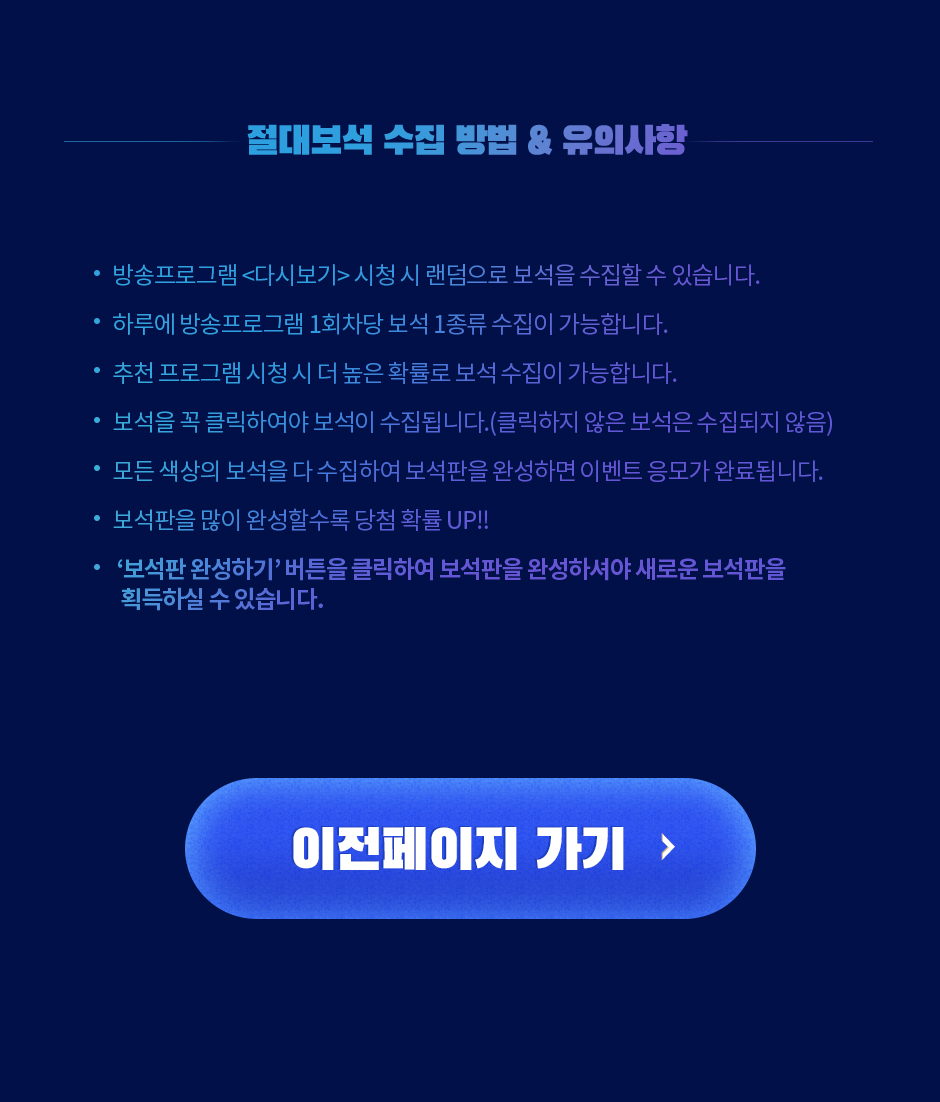 절대보석 수집 방법 & 유의사항
• 방송프로그램 <다시보기> 시청 시 랜덤으로 보석을 수집할 수 있습니다.
• 하루에 방송프로그램 1회차당 보석 1종류 수집이 가능합니다.
• 추천 프로그램 시청 시 더 높은 확률로 보석 수집이 가능합니다.
• 보석을 꼭 클릭하여야 보석이 수집됩니다.(클릭하지 않은 보석은 수집되지 않음)
• 모든 색상의 보석을 다 수집하여 보석판을 완성하면 이벤트 응모가 완료됩니다.
• 보석판을 많이 완성할수록 당첨 확률 UP!!
• ‘보석판 완성하기’ 버튼을 클릭하여 보석판을 완성하셔야 새로운 보석판을
획득하실 수 있습니다.
이전페이지 가기 ›